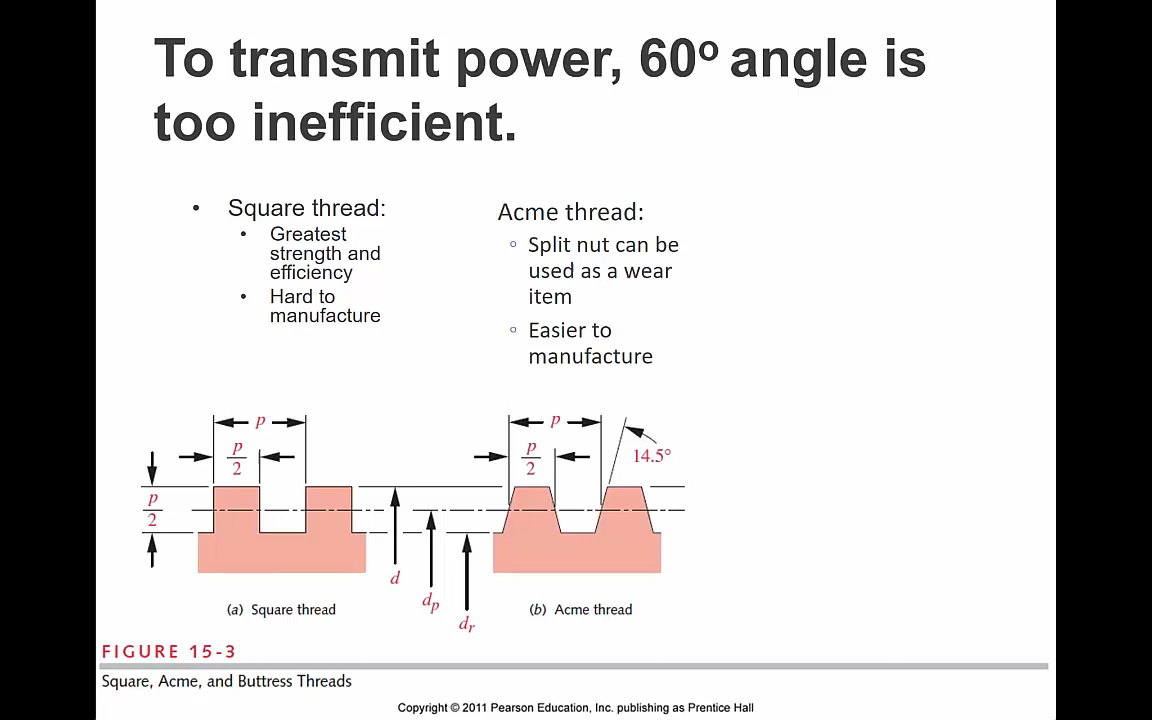 To transmit power, 60º angle is
too inefficient.
• Square thread:
• Greatest
strength and
efficiency
• Hard to
manufacture
Acme thread:
◦ Split nut can be
used as a wear
item
◦ Easier to
manufacture
p
p
2
p
2
d
dp
dr
p
p
2
14.5°
(a) Square thread
(b) Acme thread
FIGURE 15-3
Square, Acme, and Buttress Threads
Copyright © 2011 Pearson Education, Inc. publishing as Prentice Hall